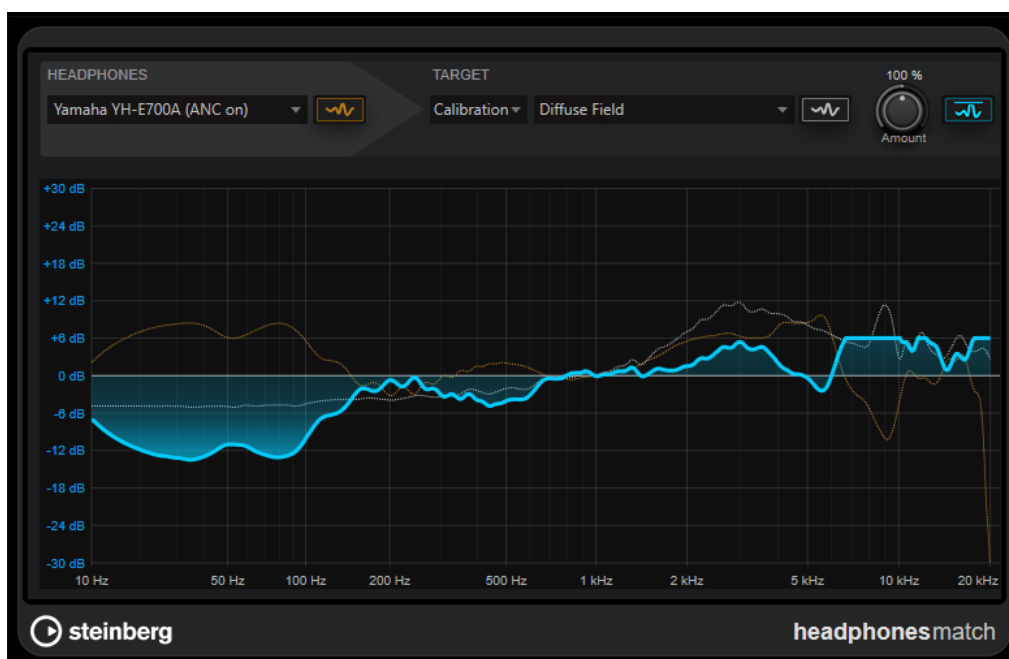 HEADPHONES
TARGET
100 %
Yamaha YH-E700A (ANC on)
Calibration
Diffuse Field
Amount
+30 dB
+24 dB
+18 dB
+12 dB
+6 dB
0 dB
-6 dB
-12 dB
-18 dB
-24 dB
-30 dB
10 Hz
50 Hz
100 Hz
200 Hz
500 Hz
1 kHz
2 kHz
5 kHz
10 kHz
20 kHz
steinberg
headphonesmatch